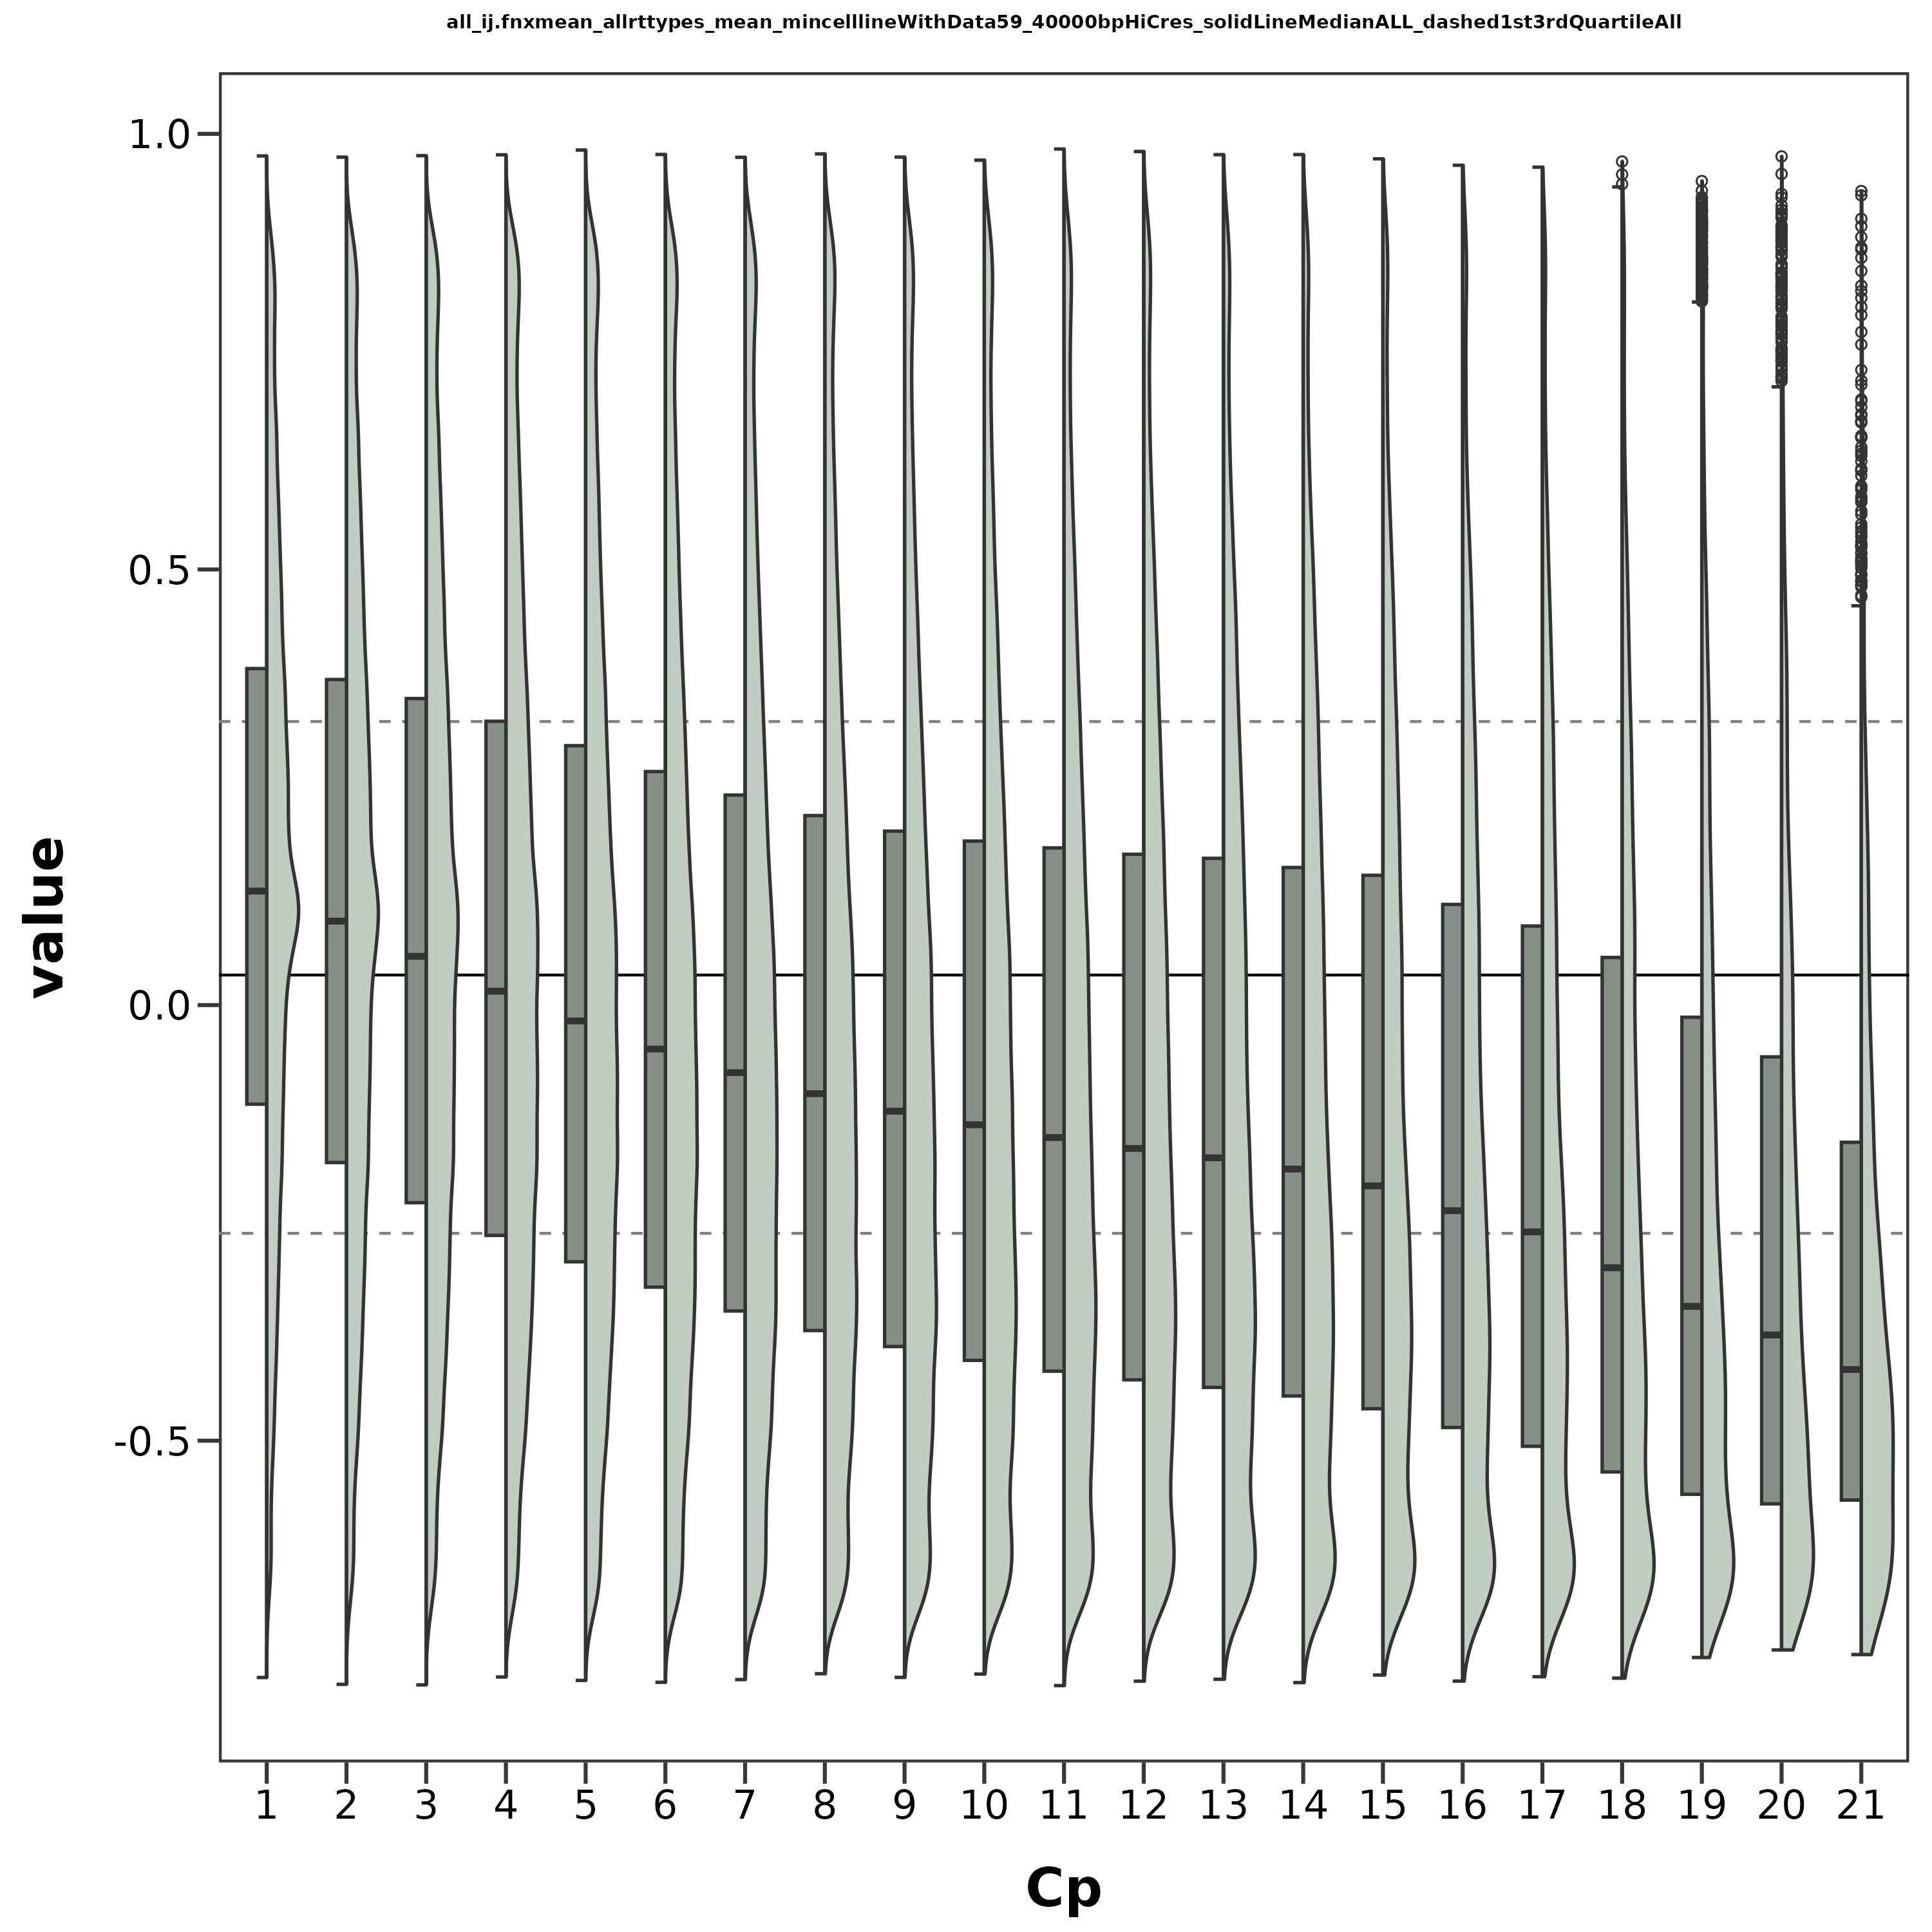 all_ij.fnxmean_allrttypes_mean_mincelllineWithData59_40000bpHiCres_solidLineMedianALL_dashed1st3rdQuartileAll
1.0
0.5
0.0
-0.5
value
1 2 3 4 5 6 7 8 9 10 11 12 13 14 15 16 17 18 19 20 21
Cp